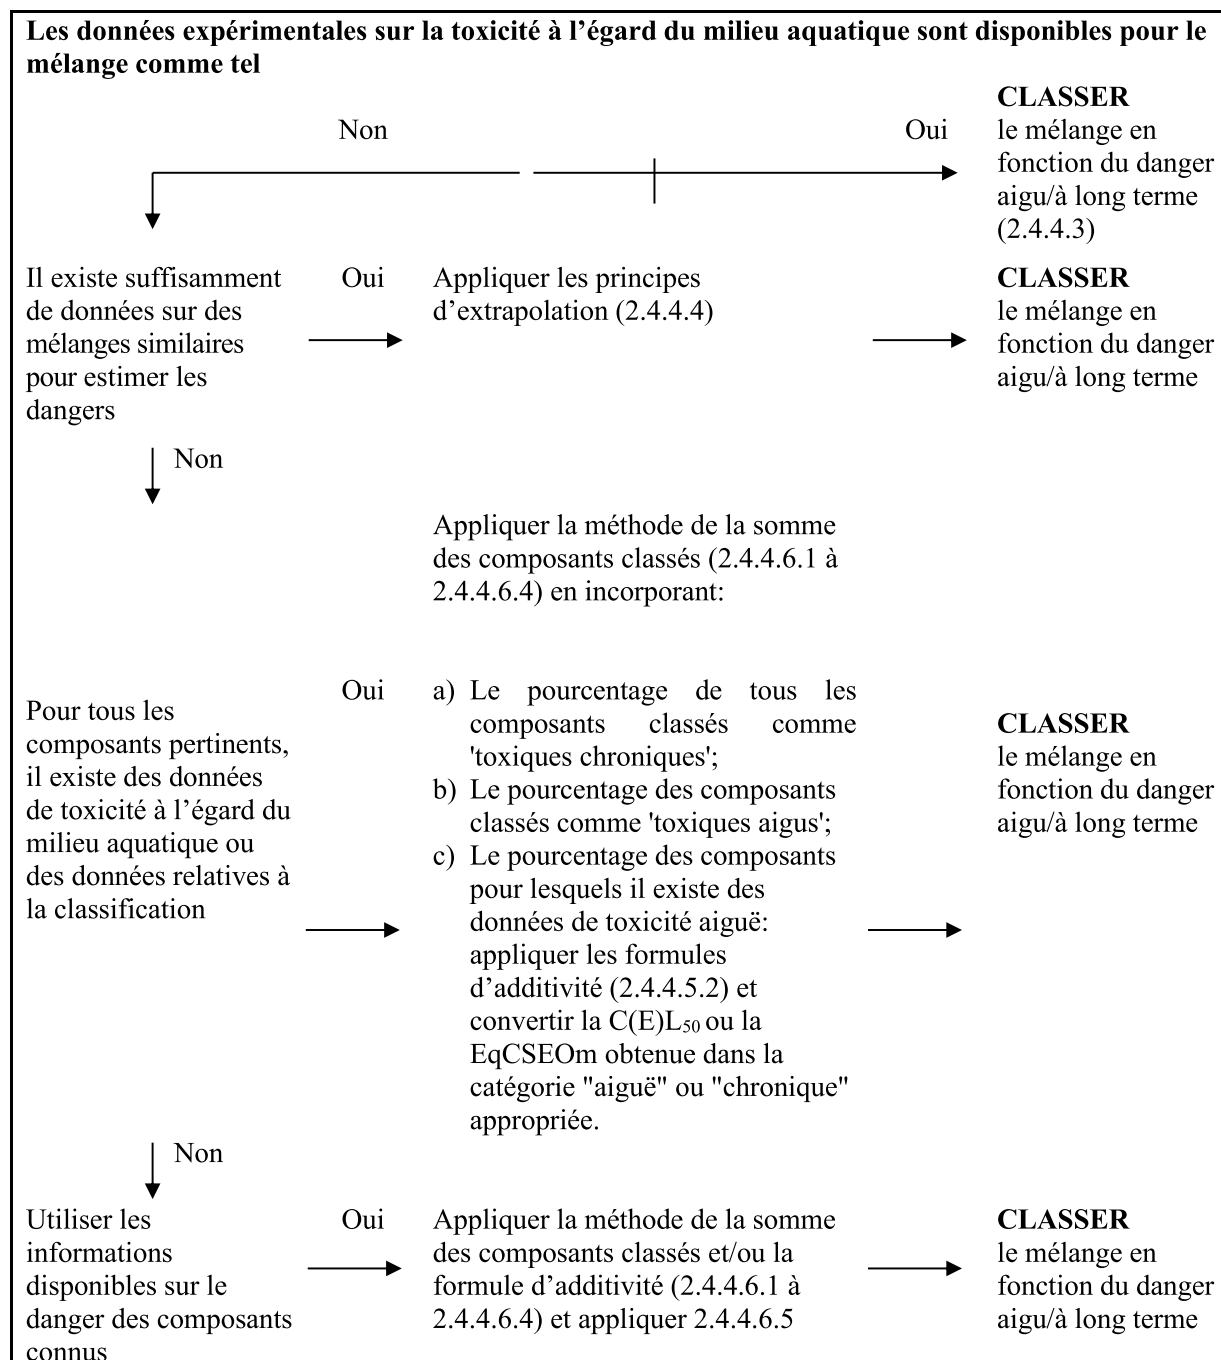 Les données expérimentales sur la toxicité à l’égard du milieu aquatique sont disponibles pour le
mélange comme tel
Non
Oui
CLASSER
le mélange en
fonction du danger
aigu/à long terme
(2.4.4.3)
Il existe suffisamment
de données sur des
mélanges similaires
pour estimer les
dangers
Oui
Appliquer les principes
d’extrapolation (2.4.4.4)
CLASSER
le mélange en
fonction du danger
aigu/à long terme
Non
Appliquer la méthode de la somme
des composants classés (2.4.4.6.1 à
2.4.4.6.4) en incorporant:
Pour tous les
composants pertinents,
il existe des données
de toxicité à l’égard du
milieu aquatique ou
des données relatives à
la classification
Oui
a) Le pourcentage de tous les
composants classés comme
'toxiques chroniques';
b) Le pourcentage des composants
classés comme 'toxiques aigus';
c) Le pourcentage des composants
pour lesquels il existe des
données de toxicité aiguë:
appliquer les formules
d’additivité (2.4.4.5.2) et
convertir la C(E)L50 ou la
EqCSEOm obtenue dans la
catégorie "aiguë" ou "chronique"
appropriée.
CLASSER
le mélange en
fonction du danger
aigu/à long terme
Non
Utiliser les
informations
disponibles sur le
danger des composants
connus
Oui
Appliquer la méthode de la somme
des composants classés et/ou la
formule d’additivité (2.4.4.6.1 à
2.4.4.6.4) et appliquer 2.4.4.6.5
CLASSER
le mélange en
fonction du danger
aigu/à long terme